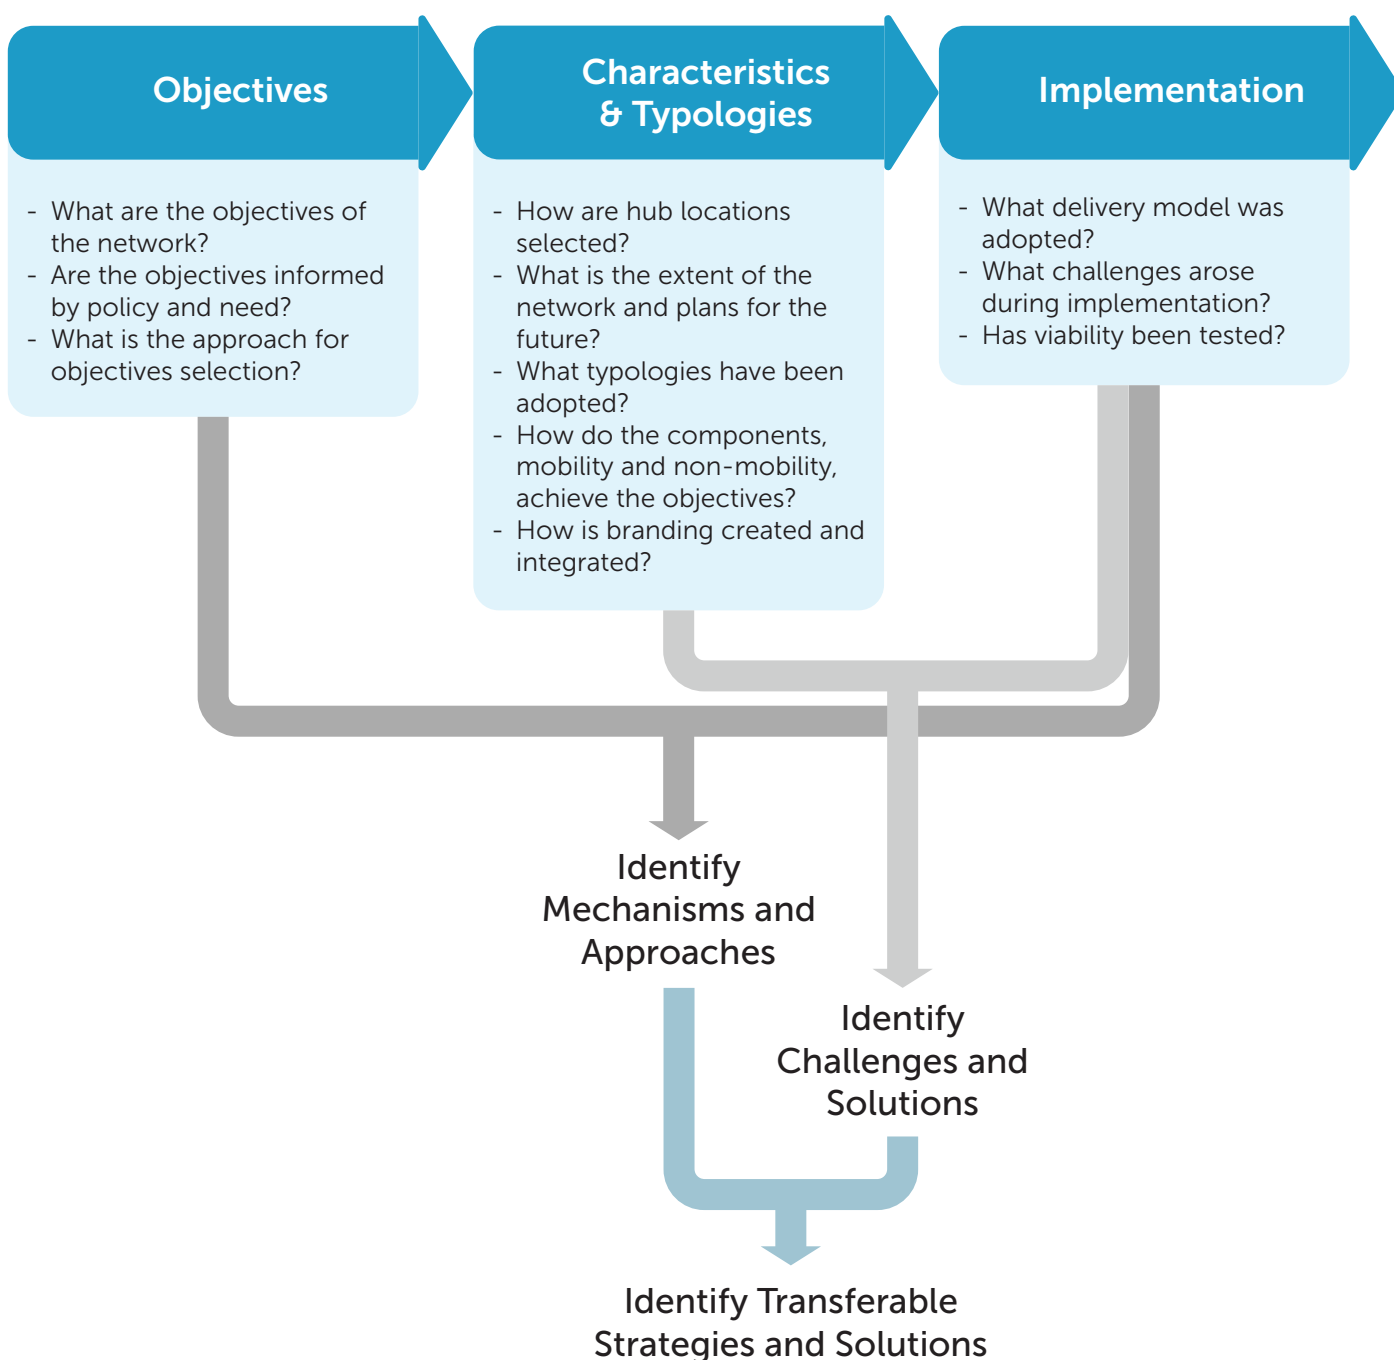 Objectives
- What are the objectives of
the network?
- Are the objectives informed
by policy and need?
- What is the approach for
objectives selection?
Characteristics
& Typologies
- How are hub locations
selected?
- What is the extent of the
network and plans for the
future?
- What typologies have been
adopted?
- How do the components,
mobility and non-mobility,
achieve the objectives?
- How is branding created and
integrated?
Implementation
- What delivery model was
adopted?
- What challenges arose
during implementation?
- Has viability been tested?
Identify
Mechanisms and
Approaches
Identify
Challenges and
Solutions
Identify Transferable
Strategies and Solutions